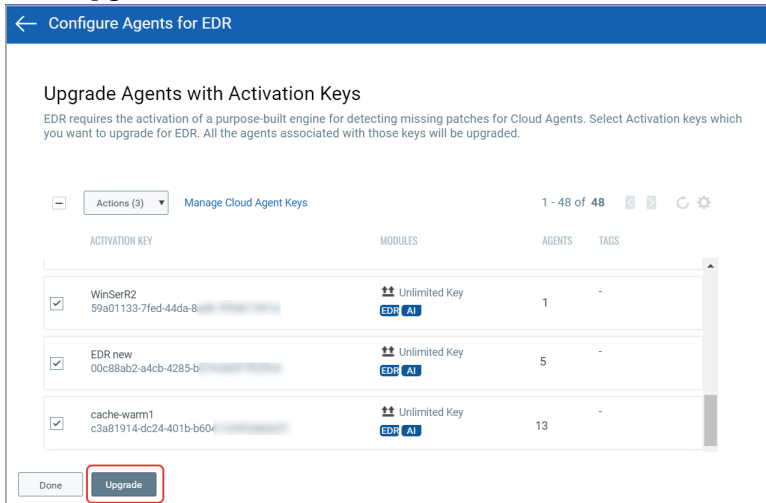 Configure Agents for EDR
Upgrade Agents with Activation Keys
EDR requires the activation of a purpose-built engine for detecting missing patches for Cloud Agents. Select Activation keys which
you want to upgrade for EDR. All the agents associated with those keys will be upgraded.
Actions (3) Manage Cloud Agent Keys 1 - 48 of 48
ACTIVATION KEY MODULES AGENTS TAGS
WinSerR2 Unlimited Key
59a01133-7fed-44da-8 EDR AI 1 -
EDR new Unlimited Key
00c88ab2-a4cb-4285-b EDR AI 5 -
cache-warm1 Unlimited Key
c3a81914-dc24-401b-b604 EDR AI 13 -
Done Upgrade